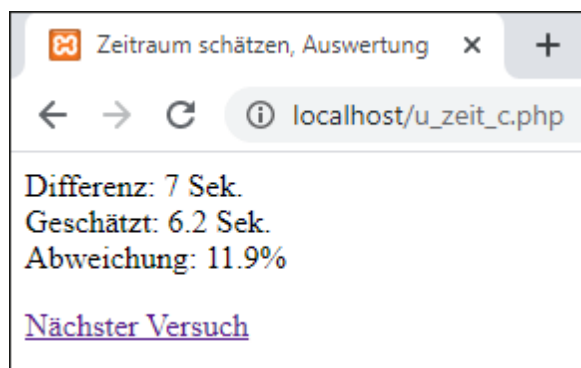 Zeitraum schätzen, Auswertung
localhost/u_zeit_c.php
Differenz: 7 Sek.
Geschätzt: 6.2 Sek.
Abweichung: 11.9%
Nächster Versuch